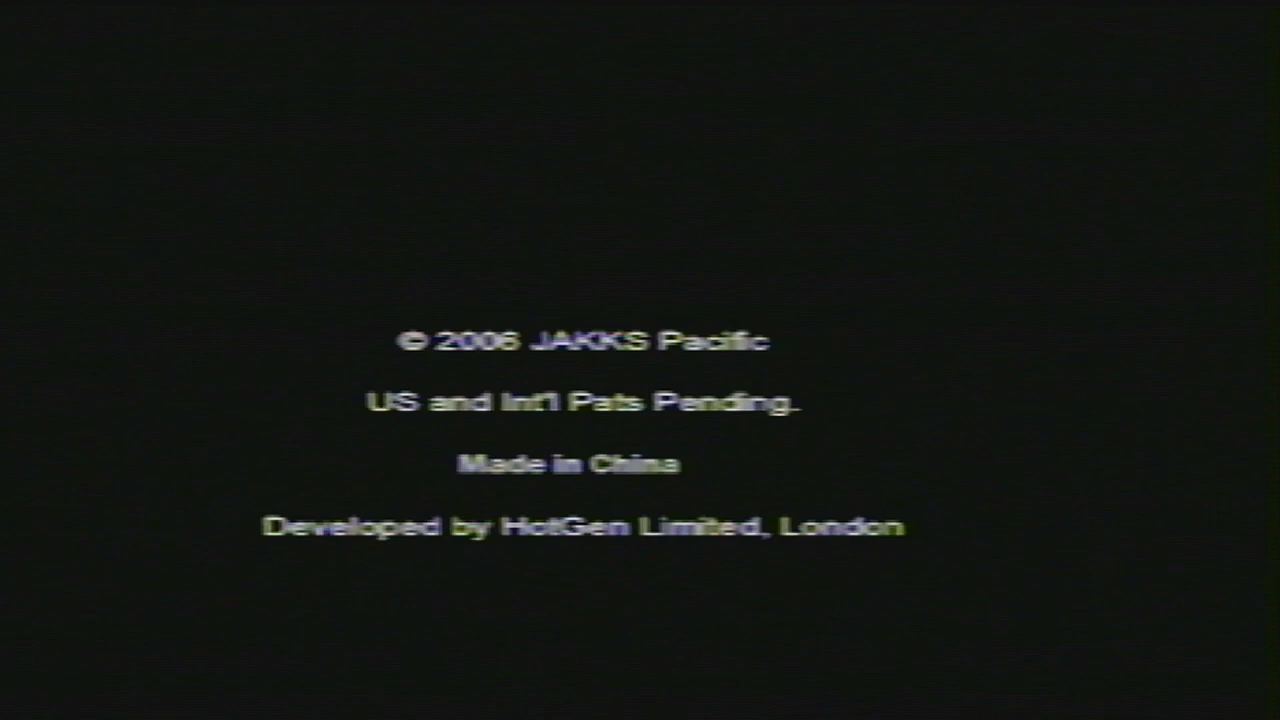 © 2006 JAKKS Pacific
US and Int'l Pats Pending.
Made in China
Developed by HotGen Limited, London